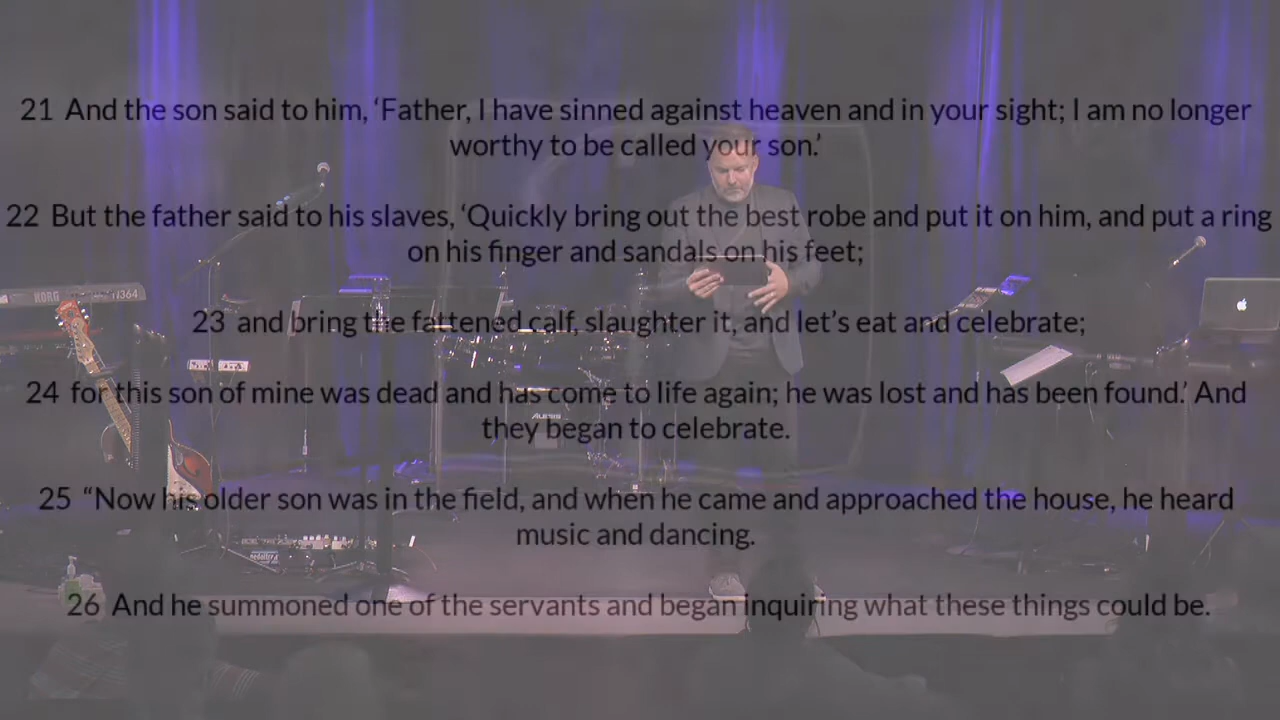 21 And the son said to him, ‘Father, I have sinned against heaven and in your sight; I am no longer
worthy to be called your son.’
22 But the father said to his slaves, ‘Quickly bring out the best robe and put it on him, and put a ring
on his finger and sandals on his feet;
23 and bring the fattened calf, slaughter it, and let’s eat and celebrate;
24 for this son of mine was dead and has come to life again; he was lost and has been found.’ And
they began to celebrate.
25 “Now his older son was in the field, and when he came and approached the house, he heard
music and dancing.
26 And he summoned one of the servants and began inquiring what these things could be.
KORG
ALESIS